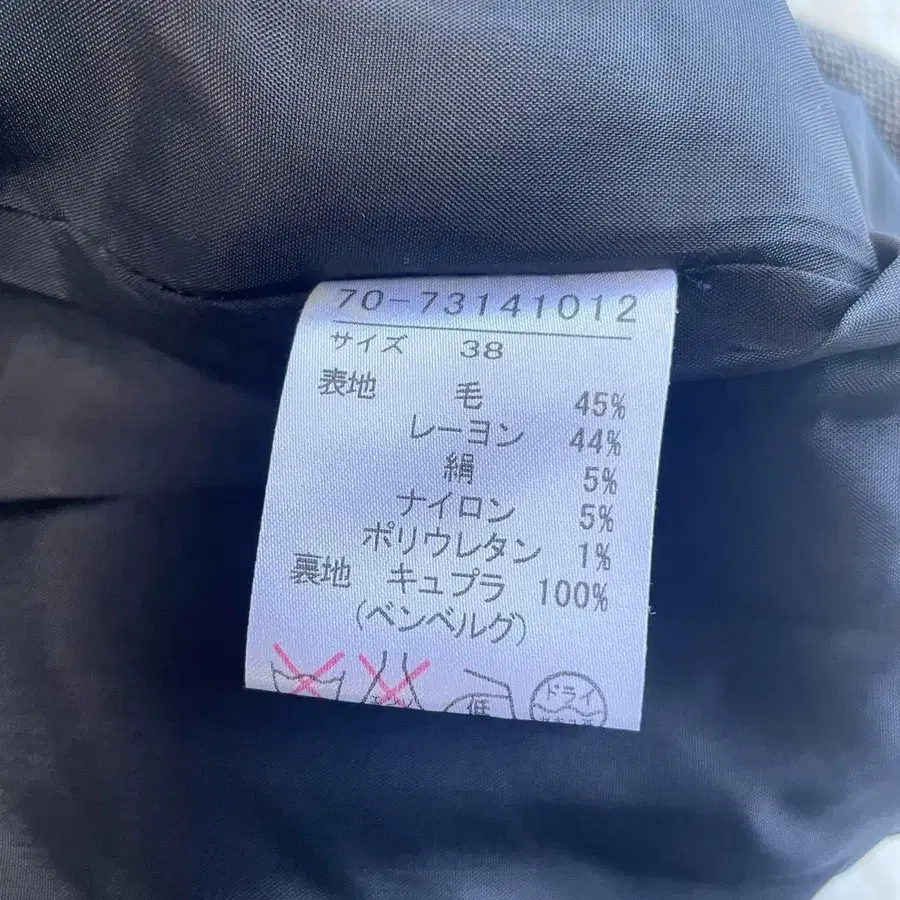 70-73141012
サイズ 38
表地 毛 45%
レーヨン 44%
絹 5%
ナイロン 5%
ポリウレタン 1%
裏地 キュプラ 100%
(ベンベルグ)
低 ドライ